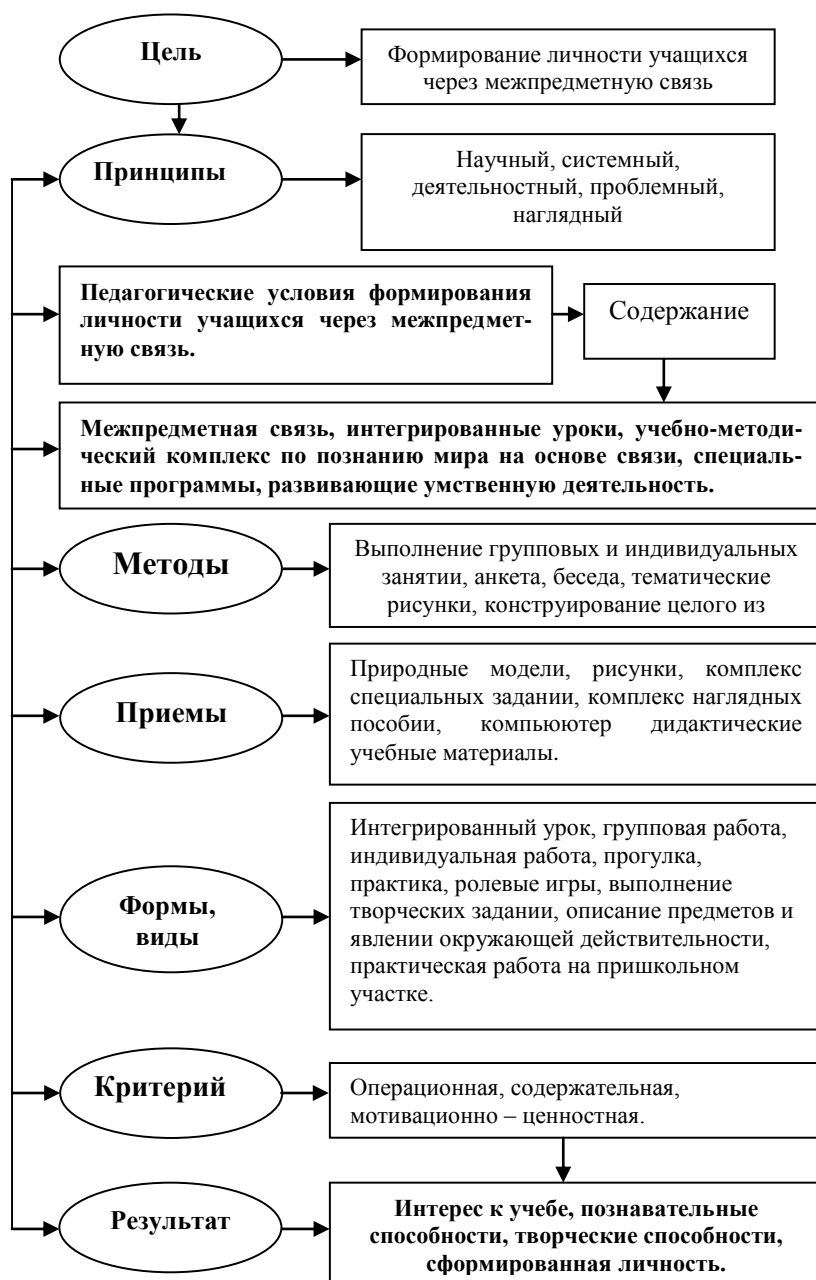 Цель
Формирование личности учащихся
через межпредметную связь
Принципы
Научный, системный,
деятельностный, проблемный,
наглядный
Педагогические условия формирования
личности учащихся через межпредмет-
ную связь.
Содержание
Межпредметная связь, интегрированные уроки, учебно-методи-
ческий комплекс по познанию мира на основе связи, специаль-
ные программы, развивающие умственную деятельность.
Методы
Выполнение групповых и индивидуальных
занятии, анкета, беседа, тематические
рисунки, конструирование целого из
Приемы
Природные модели, рисунки, комплекс
специальных задании, комплекс наглядных
пособии, компьюютер дидактические
учебные материалы.
Формы,
виды
Интегрированный урок, групповая работа,
индивидуальная работа, прогулка,
практика, ролевые игры, выполнение
творческих задании, описание предметов и
явлении окружающей действительности,
практическая работа на пришкольном
участке.
Критерий
Операционная, содержательная,
мотивационно – ценностная.
Результат
Интерес к учебе, познавательные
способности, творческие способности,
сформированная личность.